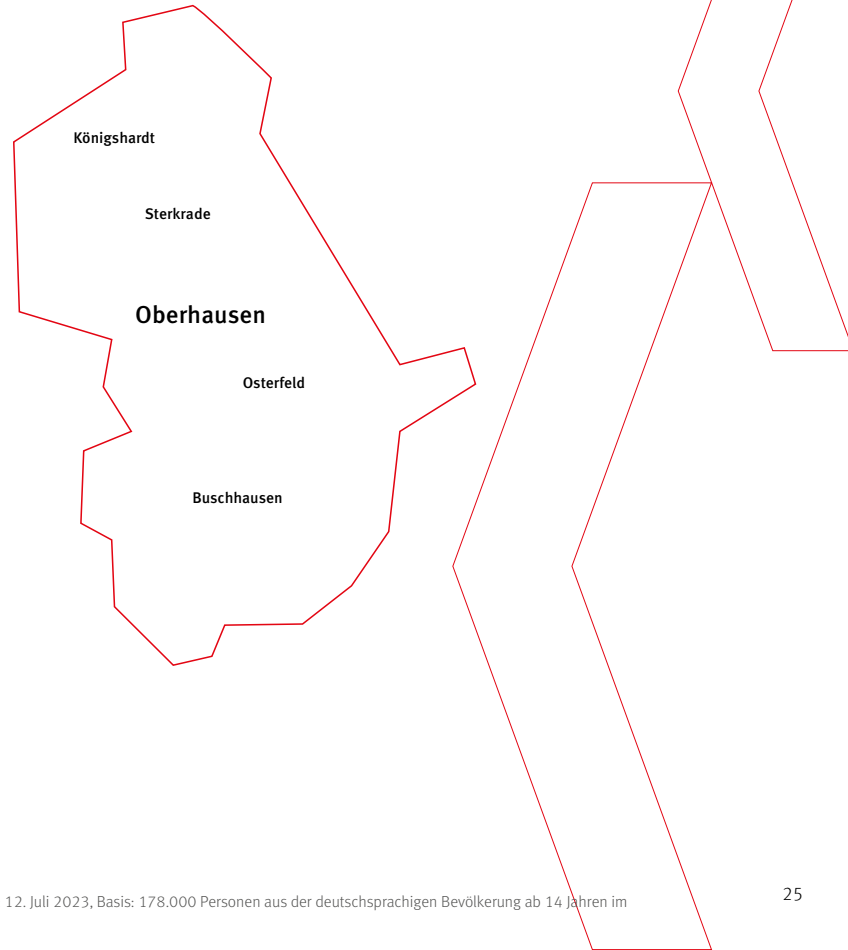 Königshardt
Sterkrade
Oberhausen
Osterfeld
Buschhausen
12. Juli 2023, Basis: 178.000 Personen aus der deutschsprachigen Bevölkerung ab 14 Jahren im
25